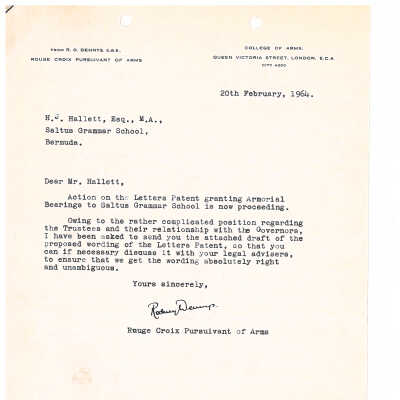 FROM R. O. DENNYS, O.B.E.
ROUGE CROIX PURSUIVANT OF ARMS
COLLEGE OF ARMS,
QUEEN VICTORIA STREET, LONDON, E.C.4.
CITY 4300
20th February, 1964.
H.J. Hallett, Esq., M.A.,
Saltus Grammar School,
Bermuda.
Dear Mr. Hallett,
Action on the Letters Patent granting Armorial
Bearings to Saltus Grammar School is now proceeding.
Owing to the rather complicated position regarding
the Trustees and their relationship with the Governors,
I have been asked to send you the attached draft of the
proposed wording of the Letters Patent, so that you
can if necessary discuss it with your legal advisers,
to ensure that we get the wording absolutely right
and unambiguous.
Yours sincerely,
Rodney Dennys
Rouge Croix Pursuivant of Arms